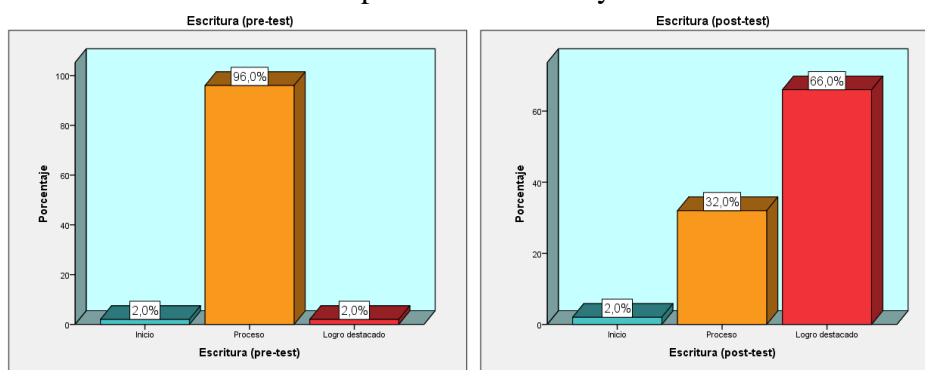 Escritura (pre-test)
Porcentaje
100
80
60
40
20
0
2,0%
96,0%
2,0%
Inicio
Proceso
Logro destacado
Escritura (pre-test)
Escritura (post-test)
Porcentaje
60
40
20
0
2,0%
32,0%
66,0%
Inicio
Proceso
Logro destacado
Escritura (post-test)